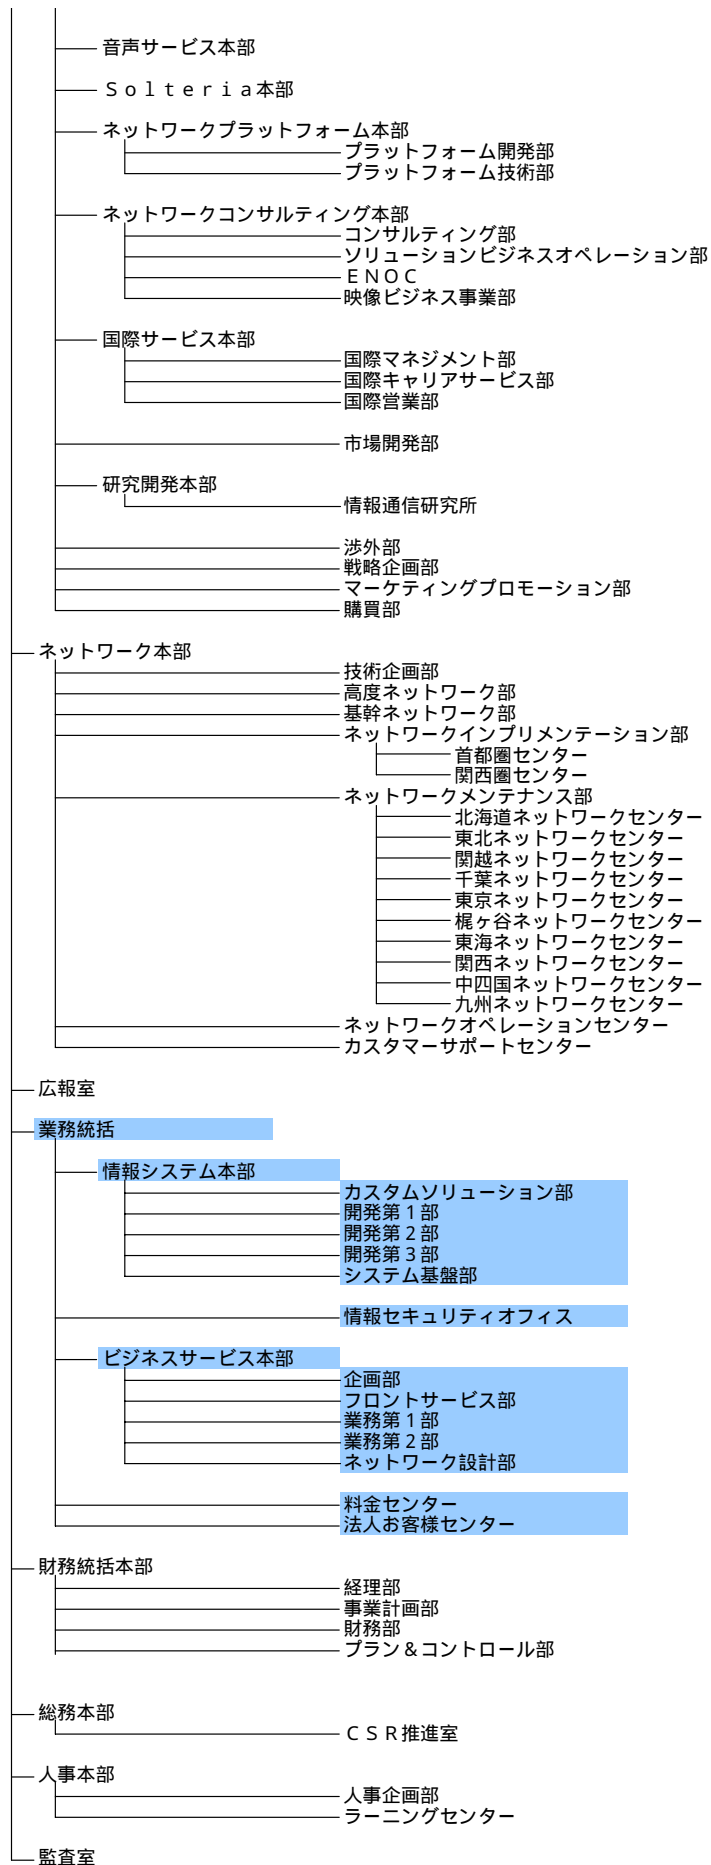 音声サービス本部
Ｓｏｌｔｅｒｉａ本部
ネットワークプラットフォーム本部
プラットフォーム開発部
プラットフォーム技術部
ネットワークコンサルティング本部
コンサルティング部
ソリューションビジネスオペレーション部
ＥＮＯＣ
映像ビジネス事業部
国際サービス本部
国際マネジメント部
国際キャリアサービス部
国際営業部
市場開発部
研究開発本部
情報通信研究所
渉外部
戦略企画部
マーケティングプロモーション部
購買部
ネットワーク本部
技術企画部
高度ネットワーク部
基幹ネットワーク部
ネットワークインプリメンテーション部
首都圏センター
関西圏センター
ネットワークメンテナンス部
北海道ネットワークセンター
東北ネットワークセンター
関越ネットワークセンター
千葉ネットワークセンター
東京ネットワークセンター
梶ヶ谷ネットワークセンター
東海ネットワークセンター
関西ネットワークセンター
中四国ネットワークセンター
九州ネットワークセンター
ネットワークオペレーションセンター
カスタマーサポートセンター
広報室
業務統括
情報システム本部
カスタムソリューション部
開発第１部
開発第２部
開発第３部
システム基盤部
情報セキュリティオフィス
ビジネスサービス本部
企画部
フロントサービス部
業務第１部
業務第２部
ネットワーク設計部
料金センター
法人お客様センター
財務統括本部
経理部
事業計画部
財務部
プラン＆コントロール部
総務本部
ＣＳＲ推進室
人事本部
人事企画部
ラーニングセンター
監査室